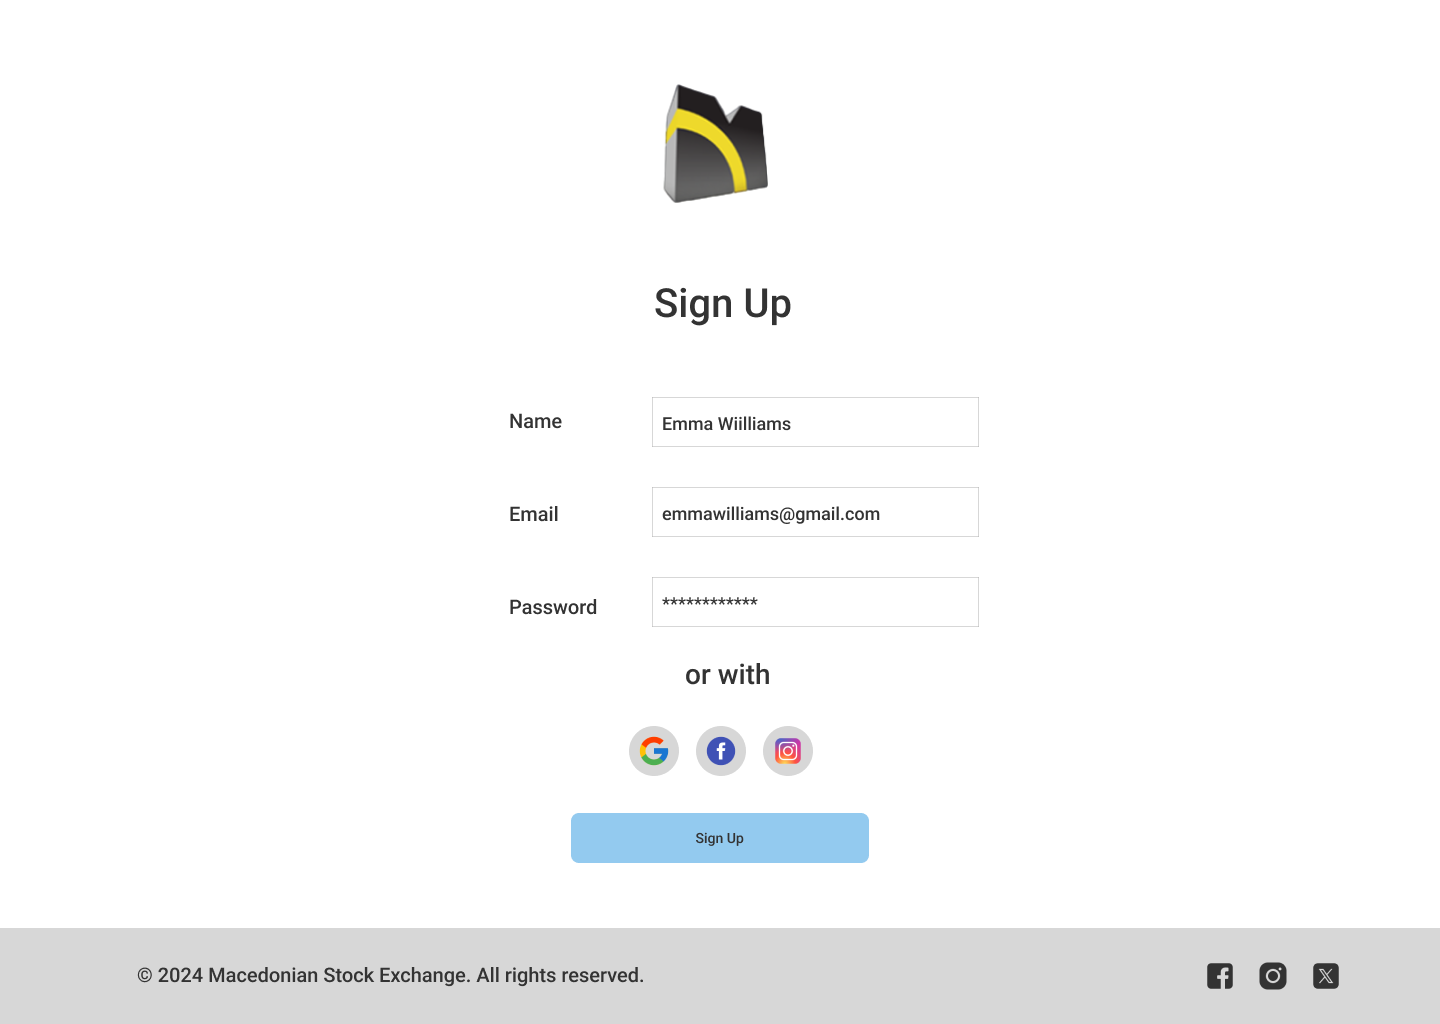 Sign Up
Name
Emma Wiilliams
Email
emmawilliams@gmail.com
Password
************
or with
Sign Up
© 2024 Macedonian Stock Exchange. All rights reserved.